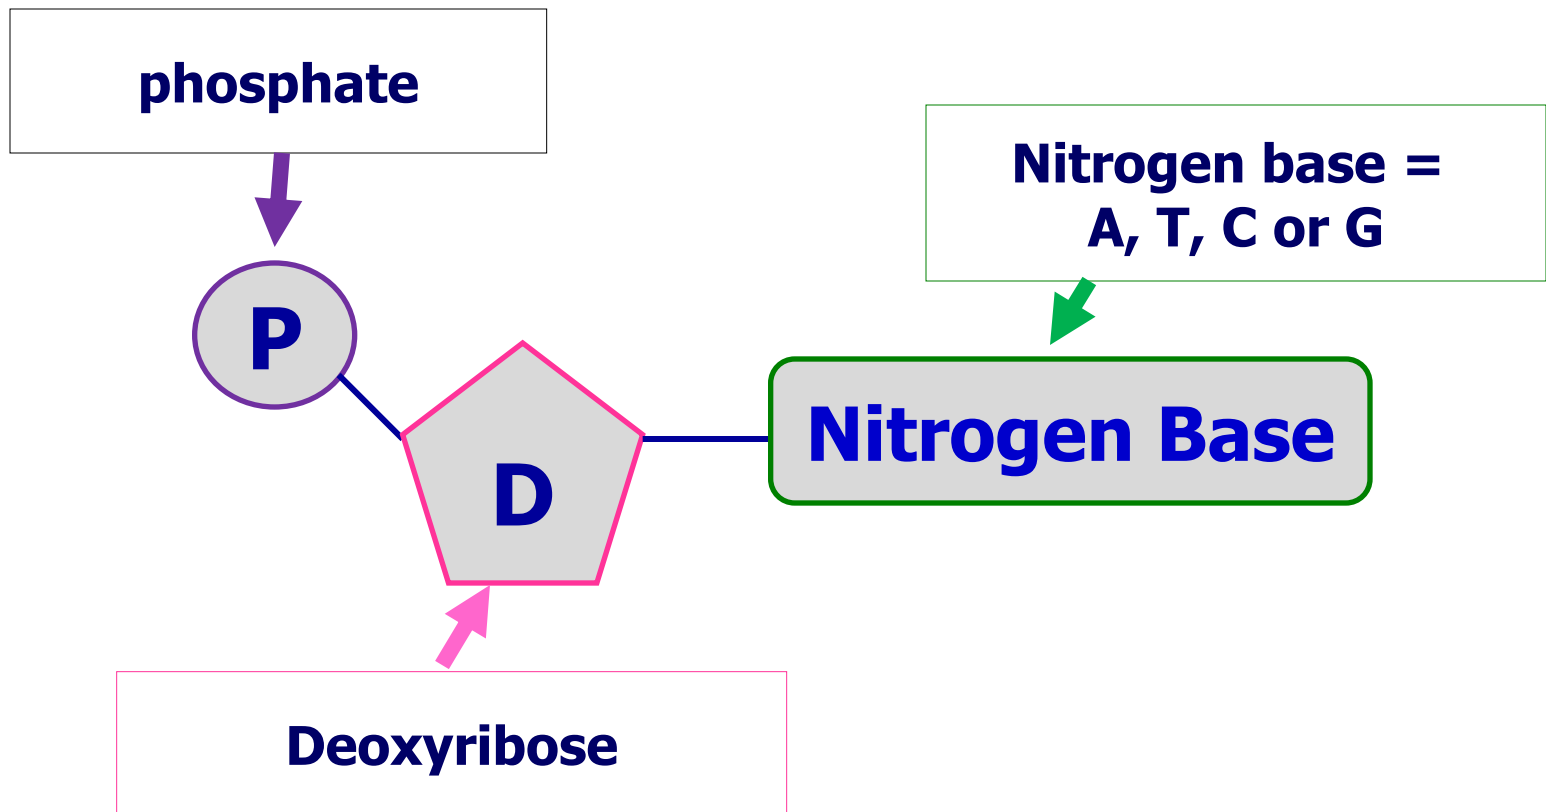 phosphate
Nitrogen base =
A, T, C or G
P
Nitrogen Base
D
Deoxyribose